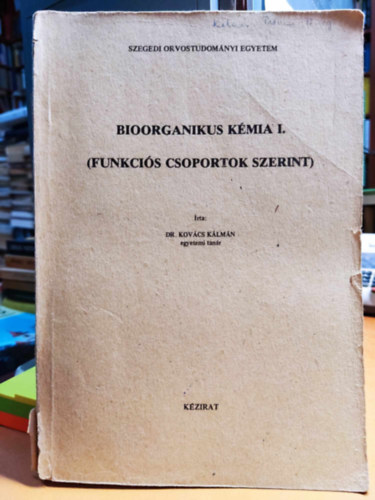 SZEGEDI ORVOSTUDOMÁNYI EGYETEM
BIOORGANIKUS KÉMIA I.
(FUNKCIÓS CSOPORTOK SZERINT)
Írta:
DR. KOVÁCS KÁLMÁN
egyetemi tanár
KÉZIRAT